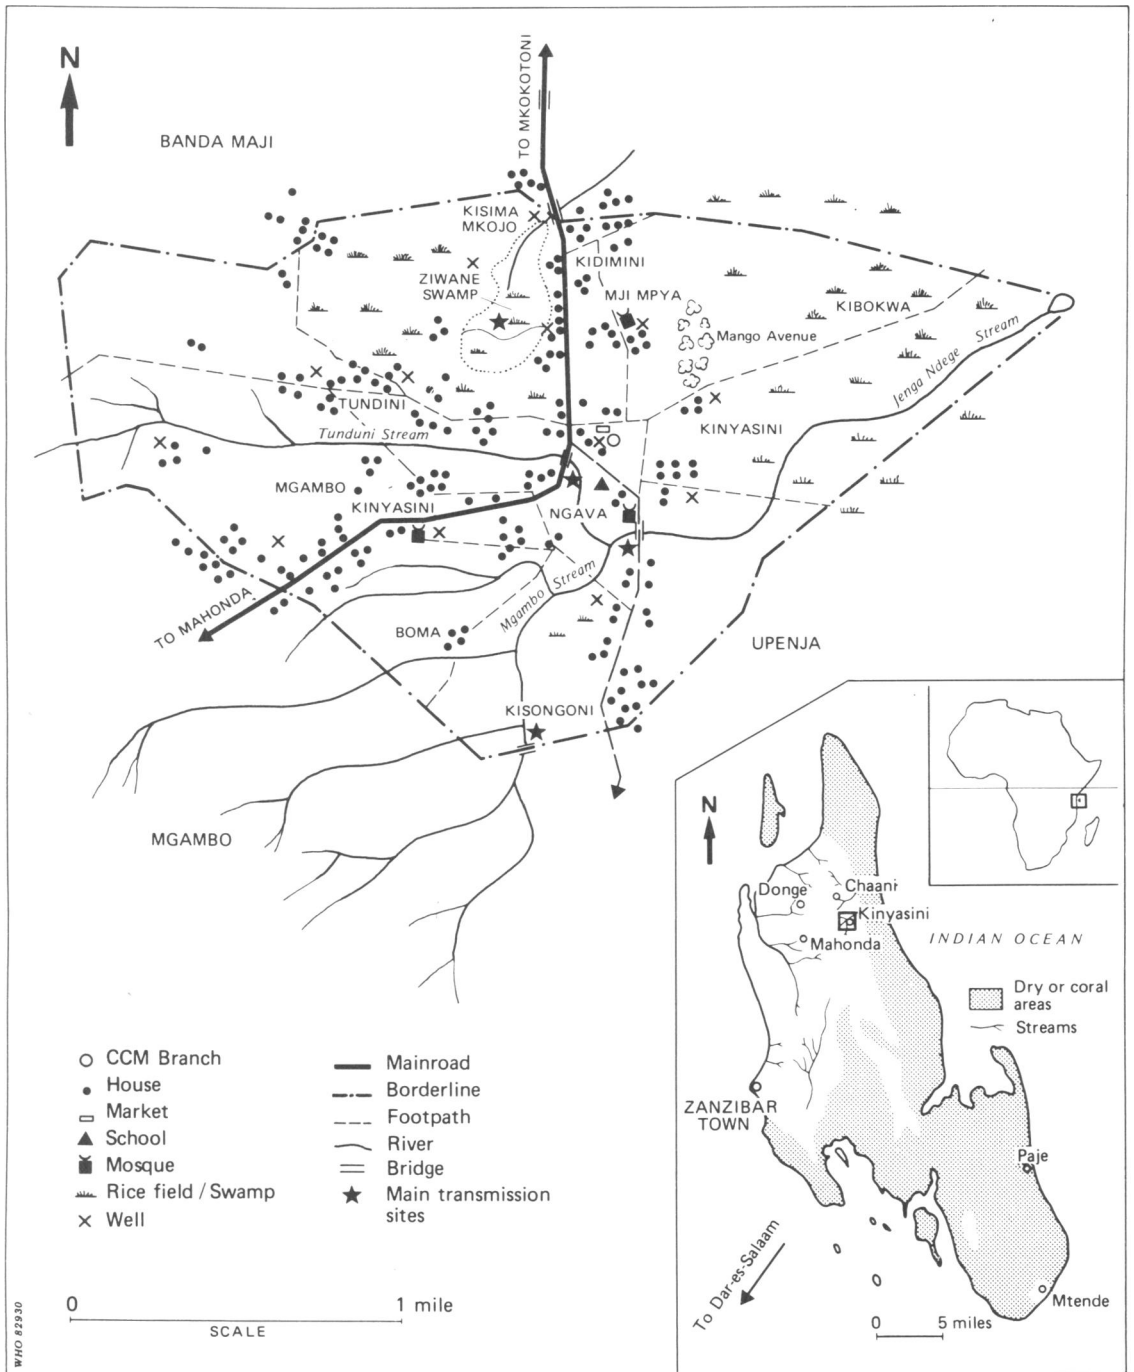 N
TO MKOKOTONI
BANDA MAJI
KISIMA
MKOJO
KIDIMINI
ZIWANE
SWAMP
MJI MPYA
KIBOKWA
Mango Avenue
Jenga Ndege Stream
TUNDINI
Tunduni Stream
KINYASINI
MGAMBO
KINYASINI
NGAVA
Mgambo Stream
TO MAHONDA
BOMA
UPENJA
KISONGONI
MGAMBO
N
Donge
Chaani
Kinyasini
Mahonda
INDIAN OCEAN
Dry or coral
areas
Streams
ZANZIBAR
TOWN
Paje
To Dar-es-Salaam
Mtende
0 5 miles
CCM Branch
House
Market
School
Mosque
Rice field / Swamp
Well
Mainroad
Borderline
Footpath
River
Bridge
Main transmission
sites
0 1 mile
SCALE
WHO 82930